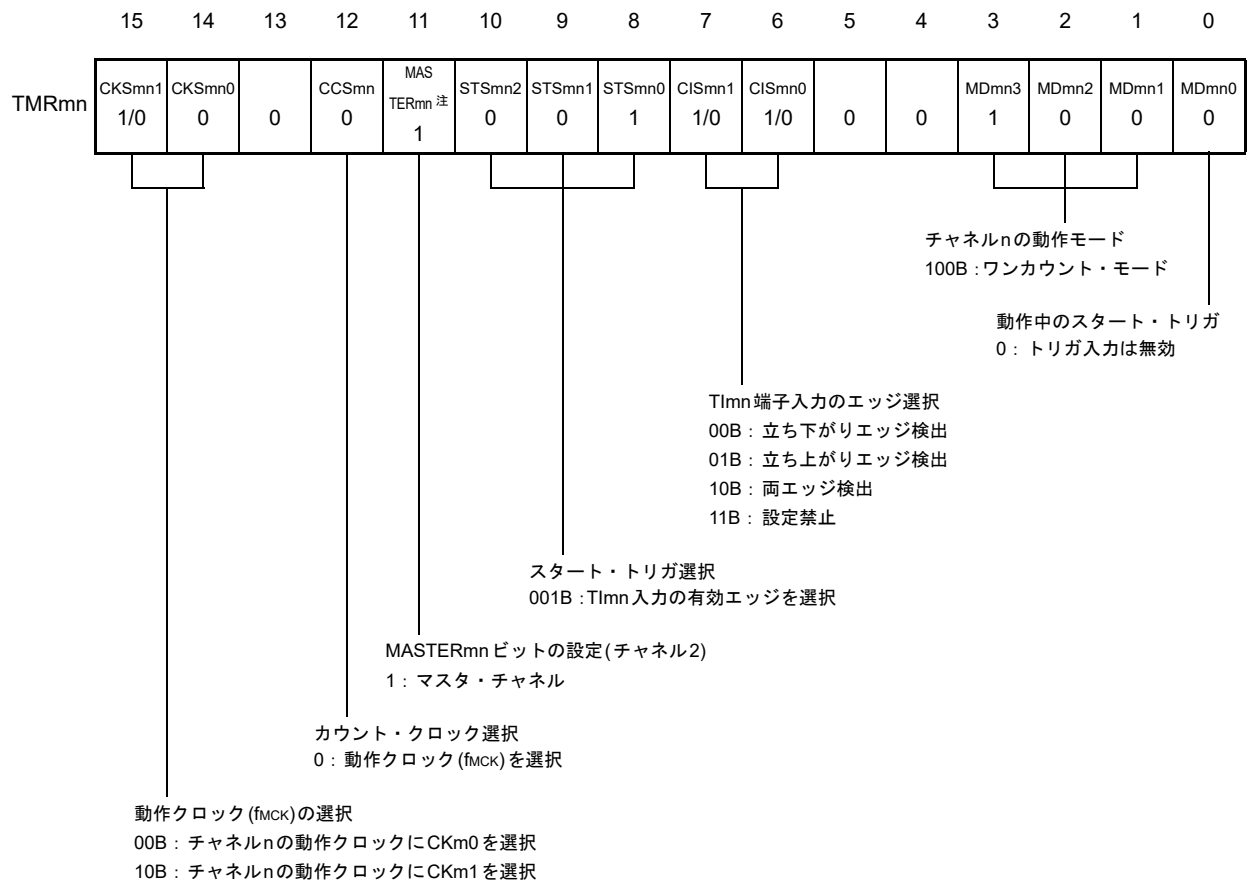 15 14 13 12 11 10 9 8 7 6 5 4 3 2 1 0
TMRmn
CKSmn1 CKSmn0 CCSmn MAS TERmn 注 STSmn2 STSmn1 STSmn0 CISmn1 CISmn0 MDmn3 MDmn2 MDmn1 MDmn0
1/0 0 0 0 1 0 0 1 1/0 1/0 0 0 1 0 0 0
チャネルnの動作モード
100B : ワンカウント・モード
動作中のスタート・トリガ
0 : トリガ入力は無効
TImn端子入力のエッジ選択
00B : 立ち下がりエッジ検出
01B : 立ち上がりエッジ検出
10B : 両エッジ検出
11B : 設定禁止
スタート・トリガ選択
001B : TImn入力の有効エッジを選択
MASTERmnビットの設定(チャネル2)
1 : マスタ・チャネル
カウント・クロック選択
0 : 動作クロック(fMCK)を選択
動作クロック(fMCK)の選択
00B : チャネルnの動作クロックにCKm0を選択
10B : チャネルnの動作クロックにCKm1を選択